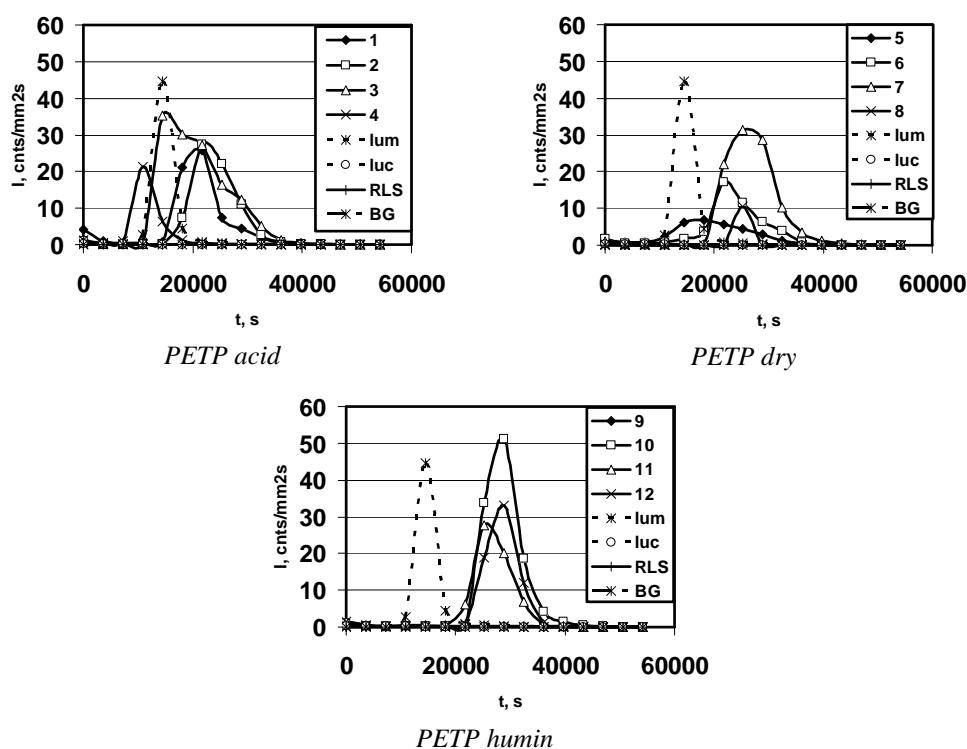 60
50
40
30
20
10
0
I, cnts/mm2s
0 20000 40000 60000
t, s
1
2
3
4
lum
luc
RLS
BG
PETP acid
60
50
40
30
20
10
0
I, cnts/mm2s
0 20000 40000 60000
t, s
5
6
7
8
lum
luc
RLS
BG
PETP dry
60
50
40
30
20
10
0
I, cnts/mm2s
0 20000 40000 60000
t, s
9
10
11
12
lum
luc
RLS
BG
PETP humin